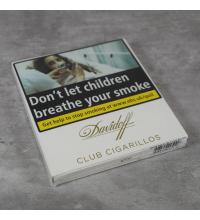 Don't let children
breathe your smoke
Get help to stop smoking at www.nhs.uk/quit
Davidoff
CLUB CIGARILLOS